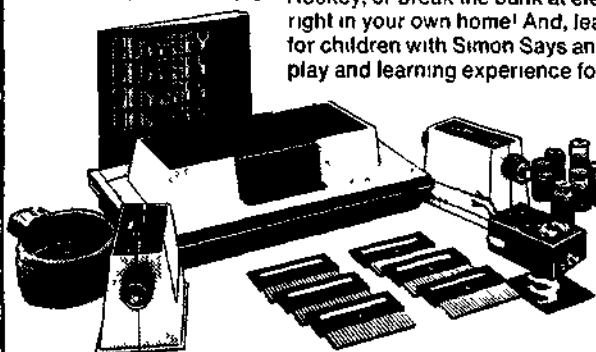 Hockey, or break the bank at ele
right in your own home! And, lea
for children with Simon Says an
play and learning experience fo